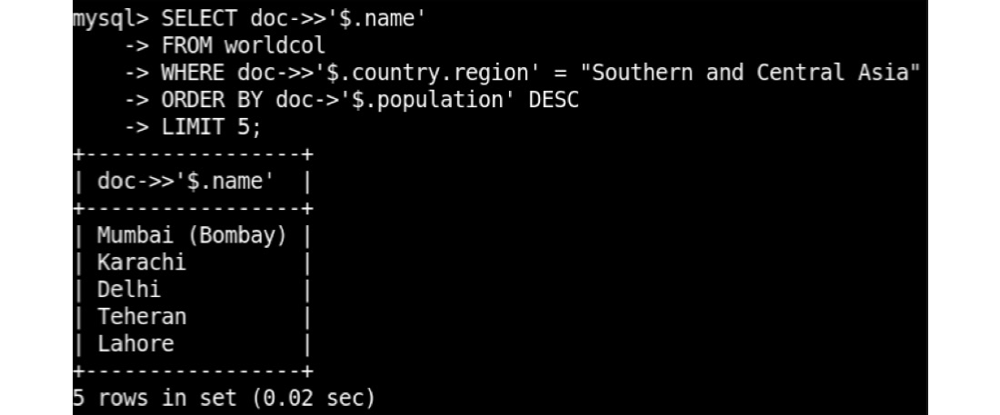 mysql> SELECT doc->>'$.name'
    -> FROM worldcol
    -> WHERE doc->>'$.country.region' = "Southern and Central Asia"
    -> ORDER BY doc->'$.population' DESC
    -> LIMIT 5;
+-----------------+
| doc->>'$.name'  |
+-----------------+
| Mumbai (Bombay) |
| Karachi         |
| Delhi           |
| Teheran         |
| Lahore          |
+-----------------+
5 rows in set (0.02 sec)